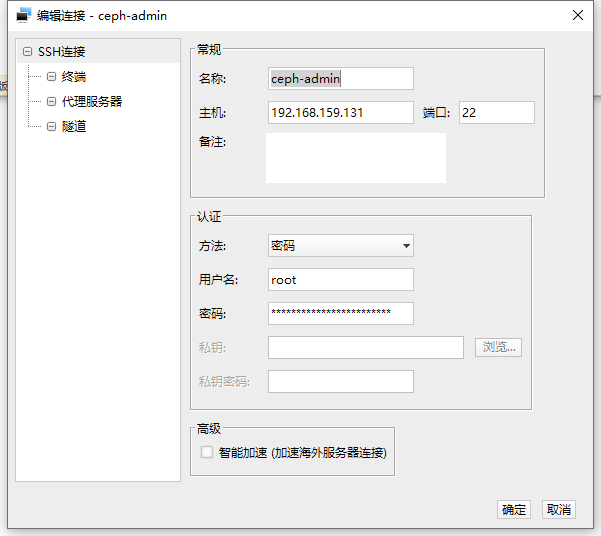 编辑连接 - ceph-admin
SSH连接
终端
代理服务器
隧道
版
常规
名称: ceph-admin
主机: 192.168.159.131 端口: 22
备注:
认证
方法: 密码
用户名: root
密码: ************************
私钥: 浏览...
私钥密码:
高级
智能加速 (加速海外服务器连接)
确定 取消